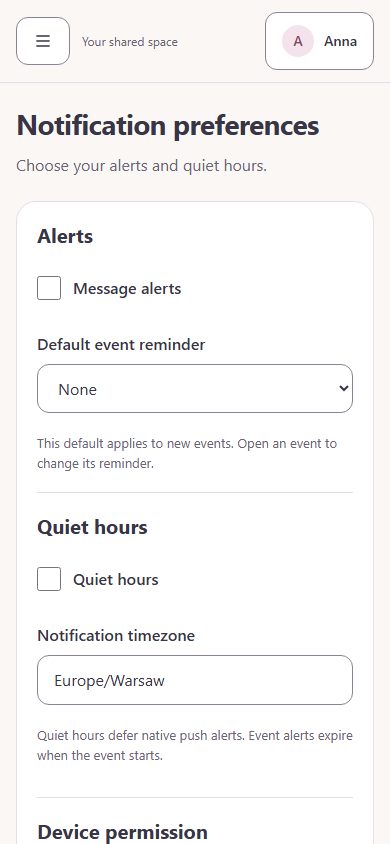 Your shared space
A
Anna
Notification preferences
Choose your alerts and quiet hours.
Alerts
Message alerts
Default event reminder
None
This default applies to new events. Open an event to
change its reminder.
Quiet hours
Quiet hours
Notification timezone
Europe/Warsaw
Quiet hours defer native push alerts. Event alerts expire
when the event starts.
Device permission